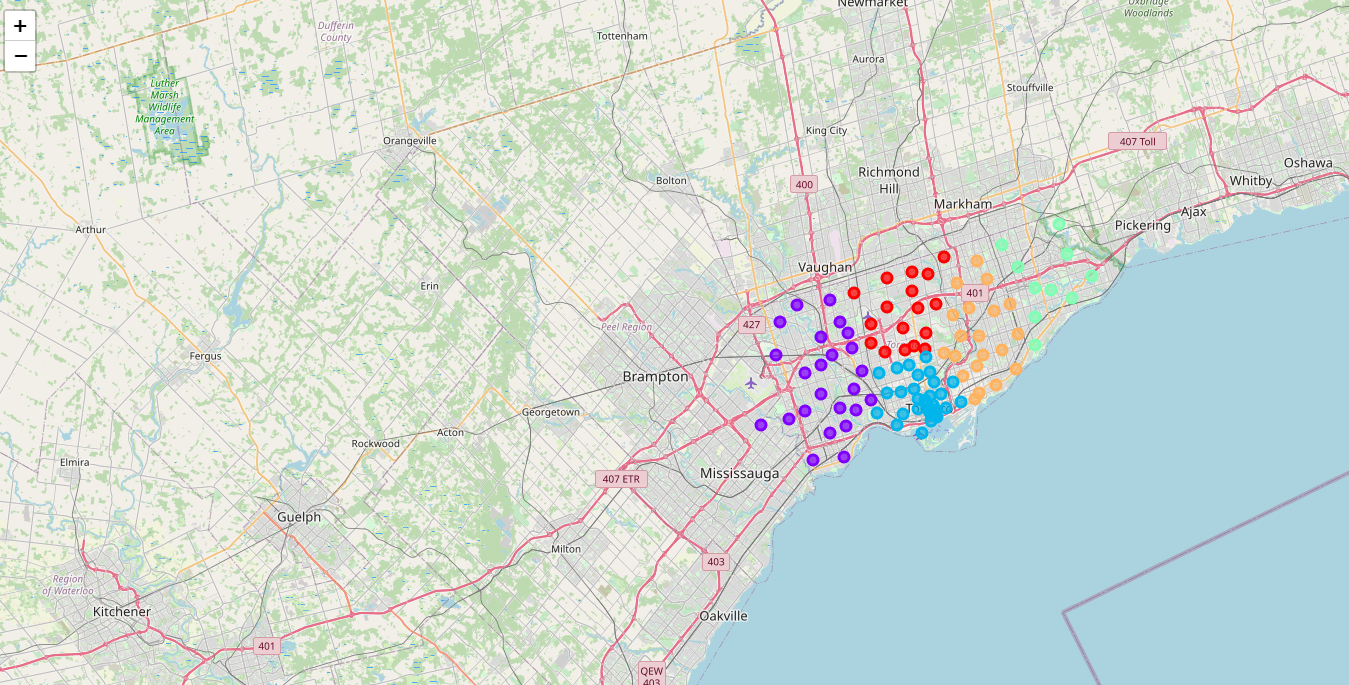 +
−
Newmarket
Oxbridge
Woodlands
Dufferin
County
Tottenham
Aurora
Luther
Marsh
Wildlife
Management
Area
Stouffville
King City
Orangeville
407 Toll
Oshawa
Richmond
Hill
Bolton
400
Whitby
Markham
Ajax
Arthur
Pickering
Vaughan
Erin
401
Peel Region
427
Fergus
Brampton
Georgetown
Acton
Rockwood
Elmira
Mississauga
407 ETR
Guelph
Milton
403
Region
of Waterloo
Kitchener
Oakville
401
QEW
403